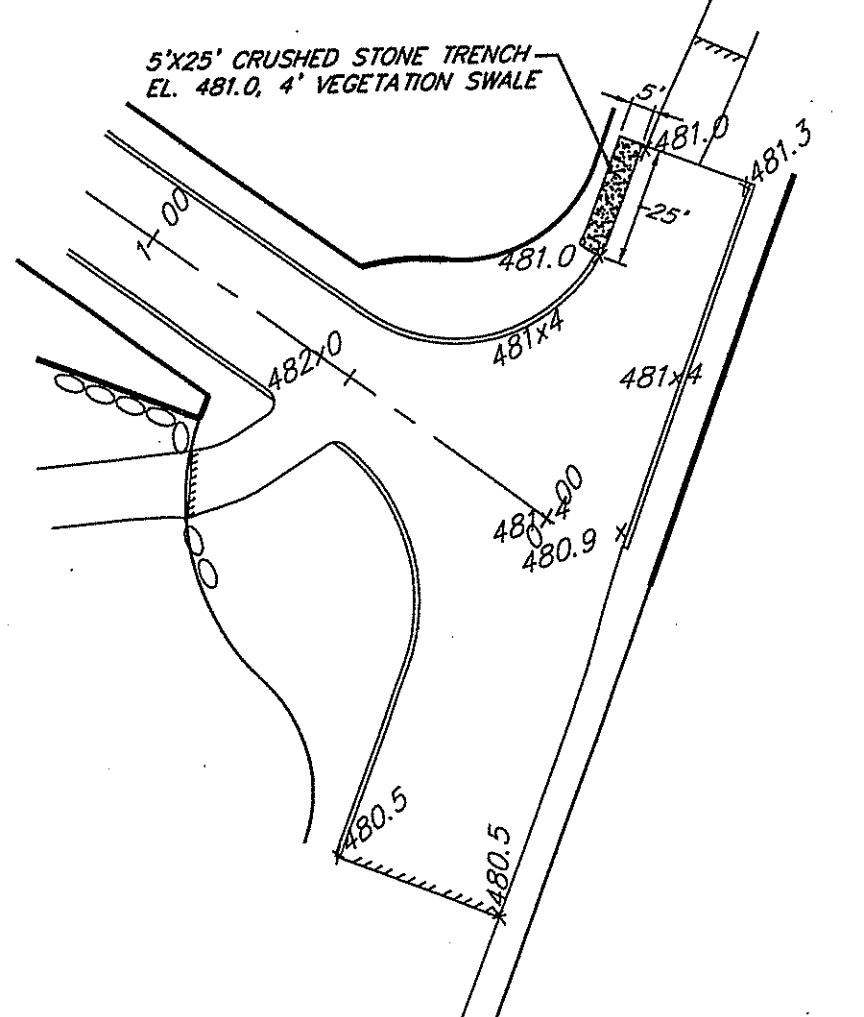 5'X25' CRUSHED STONE TRENCH
EL. 481.0, 4' VEGETATION SWALE
5'
481.0
481.3
25'
1+00
481.0
481x4
482x0
481x4
481x4
0+00
480.9
480.5
480.5